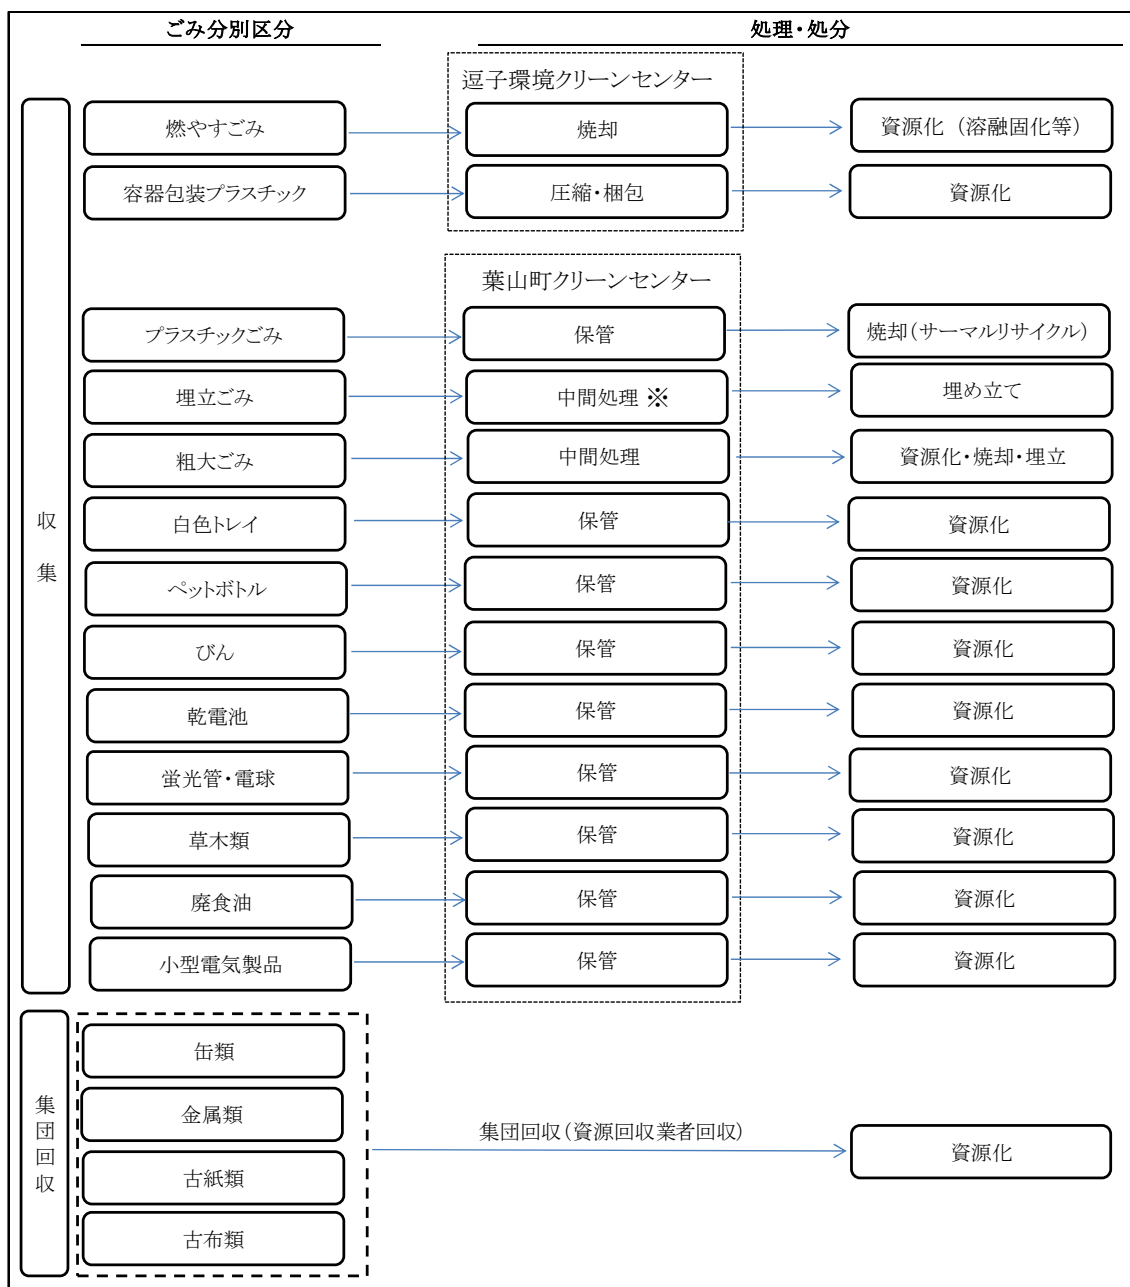 ごみ分別区分
処理・処分
逗子環境クリーンセンター
燃やすごみ
焼却
資源化（溶融固化等）
容器包装プラスチック
圧縮・梱包
資源化
葉山町クリーンセンター
プラスチックごみ
保管
焼却（サーマルリサイクル）
埋立ごみ
中間処理 ※
埋め立て
粗大ごみ
中間処理
資源化・焼却・埋立
収集
白色トレイ
保管
資源化
ペットボトル
保管
資源化
びん
保管
資源化
乾電池
保管
資源化
蛍光管・電球
保管
資源化
草木類
保管
資源化
廃食油
保管
資源化
小型電気製品
保管
資源化
集団回収
缶類
金属類
古紙類
古布類
集団回収（資源回収業者回収）
資源化